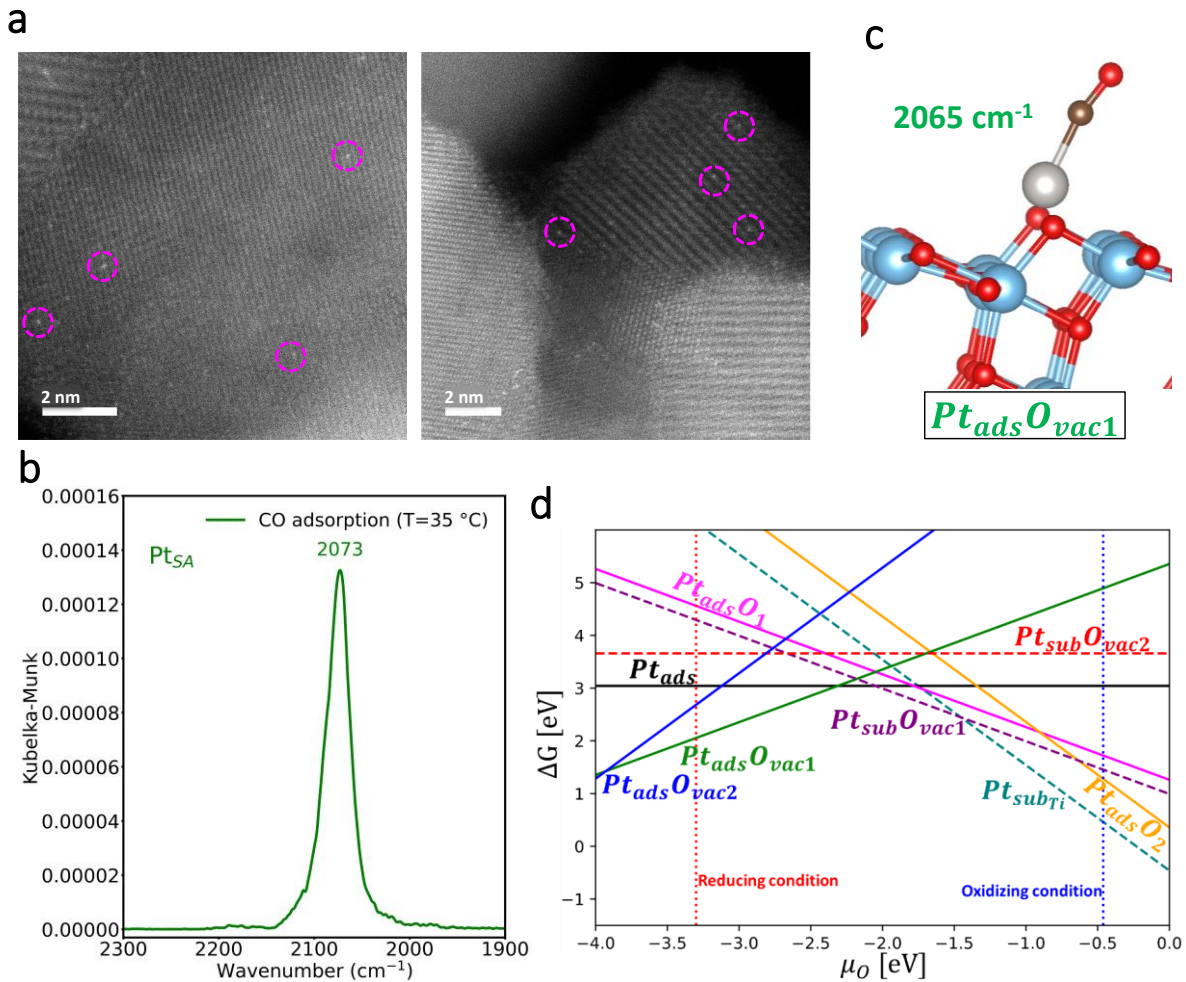 a
2 nm
2 nm
c
2065 cm⁻¹
Pt_ads O_vac1
b
0.00016
0.00014
0.00012
0.00010
0.00008
0.00006
0.00004
0.00002
0.00000
Kubelka-Munk
CO adsorption (T=35 °C)
2073
Pt_SA
2300
2200
2100
2000
1900
Wavenumber (cm⁻¹)
d
5
4
3
2
1
0
−1
ΔG [eV]
Pt_ads O_1
Pt_sub O_vac2
Pt_ads
Pt_sub O_vac1
Pt_ads O_vac1
Pt_ads O_vac2
Pt_sub_Ti
Pt_ads O_2
Reducing condition
Oxidizing condition
−4.0
−3.5
−3.0
−2.5
−2.0
−1.5
−1.0
−0.5
0.0
μ_O [eV]